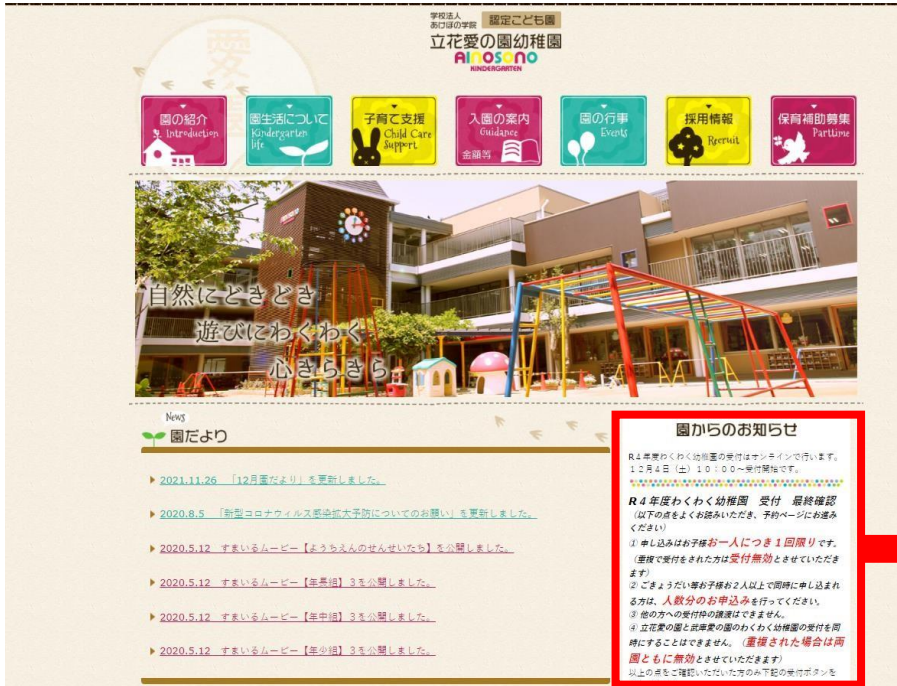 愛
学校法人
あけぼの学院 認定こども園
立花愛の園幼稚園
AINOSONO
KINDERGARTEN
園の紹介
Introduction
園生活について
Kindergarten
life
子育て支援
Child Care
Support
入園の案内
Guidance
金額等
園の行事
Events
採用情報
Recruit
保育補助募集
Parttime
自然にどきどき
遊びにわくわく
心きらきら
News
園だより
2021.11.26 「12月園だより」を更新しました。
2020.8.5 「新型コロナウィルス感染拡大予防についてのお願い」を更新しました。
2020.5.12 すまいるムービー【ようちえんのせんせいたち】を公開しました。
2020.5.12 すまいるムービー【年長組】3を公開しました。
2020.5.12 すまいるムービー【年中組】3を公開しました。
2020.5.12 すまいるムービー【年少組】3を公開しました。
園からのお知らせ
R4年度わくわく幼稚園の受付はオンラインで行います。
12月4日（土）10：00～受付開始です。
R4年度わくわく幼稚園 受付 最終確認
（以下の点をよくお読みいただき、予約ページにお進み
ください）
① 申し込みはお子様お一人につき１回限りです。
（重複で受付をされた方は受付無効とさせていただき
ます）
② ごきょうだい等お子様お２人以上で同時に申し込まれ
る方は、人数分のお申込みを行ってください。
③ 他の方への受付枠の譲渡はできません。
④ 立花愛の園と武庫愛の園のわくわく幼稚園の受付を同
時にすることはできません。（重複された場合は両
園ともに無効とさせていただきます）
以上の点をご確認いただいた方のみ下記の受付ボタンを